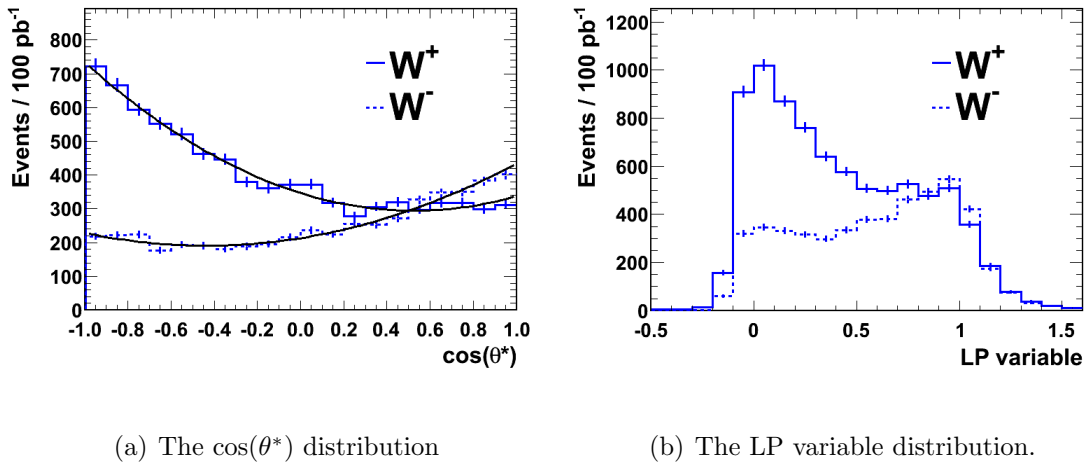 Events / 100 pb-1
800
700
600
500
400
300
200
100
0
W+
W-
-1.0 -0.8 -0.6 -0.4 -0.2 0.0 0.2 0.4 0.6 0.8 1.0
cos(θ*)
Events / 100 pb-1
1200
1000
800
600
400
200
0
W+
W-
-0.5 0 0.5 1 1.5
LP variable
(a) The cos(θ*) distribution
(b) The LP variable distribution.